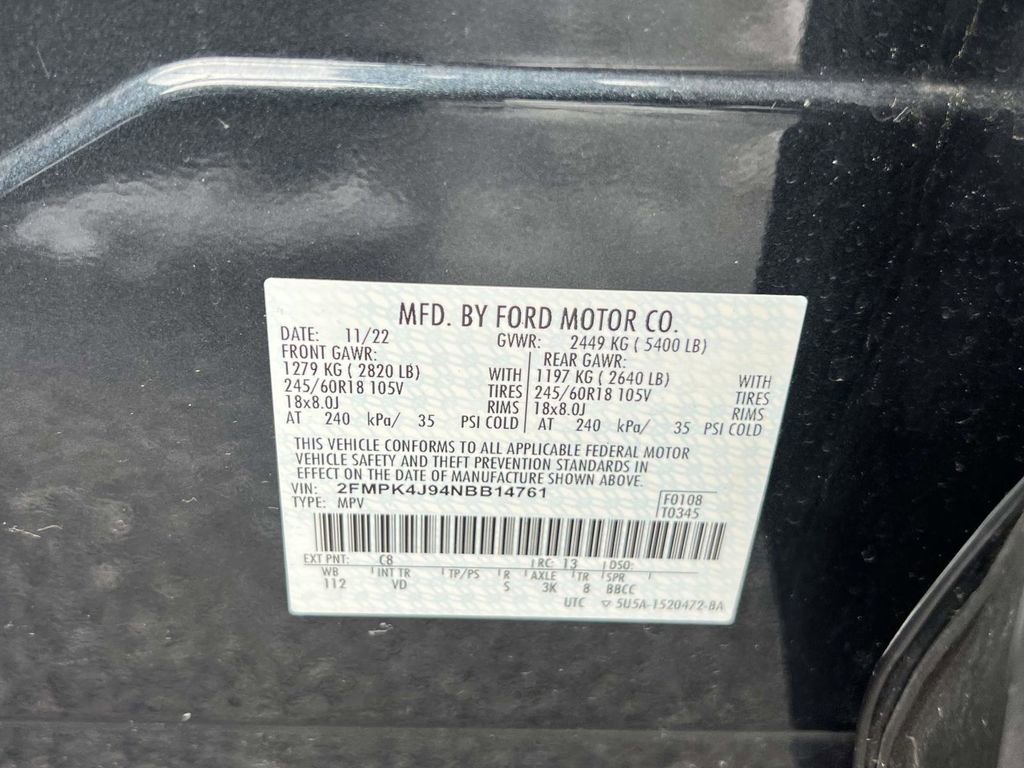 MFD. BY FORD MOTOR CO.
DATE: 11/22 GVWR: 2449 KG ( 5400 LB)
FRONT GAWR: REAR GAWR:
1279 KG ( 2820 LB) WITH 1197 KG ( 2640 LB) WITH
245/60R18 105V TIRES 245/60R18 105V TIRES
18x8.0J RIMS 18x8.0J RIMS
AT 240 kPa/ 35 PSI COLD AT 240 kPa/ 35 PSI COLD
THIS VEHICLE CONFORMS TO ALL APPLICABLE FEDERAL MOTOR
VEHICLE SAFETY AND THEFT PREVENTION STANDARDS IN
EFFECT ON THE DATE OF MANUFACTURE SHOWN ABOVE.
VIN: 2FMPK4J94NBB14761 F0108
TYPE: MPV T0345
EXT PNT: C8 RC: 13 DSO:
WB INT TR TP/PS R AXLE TR SPR
112 VD S 3K 8 BBCC
UTC ▽ 5U5A-1520472-BA